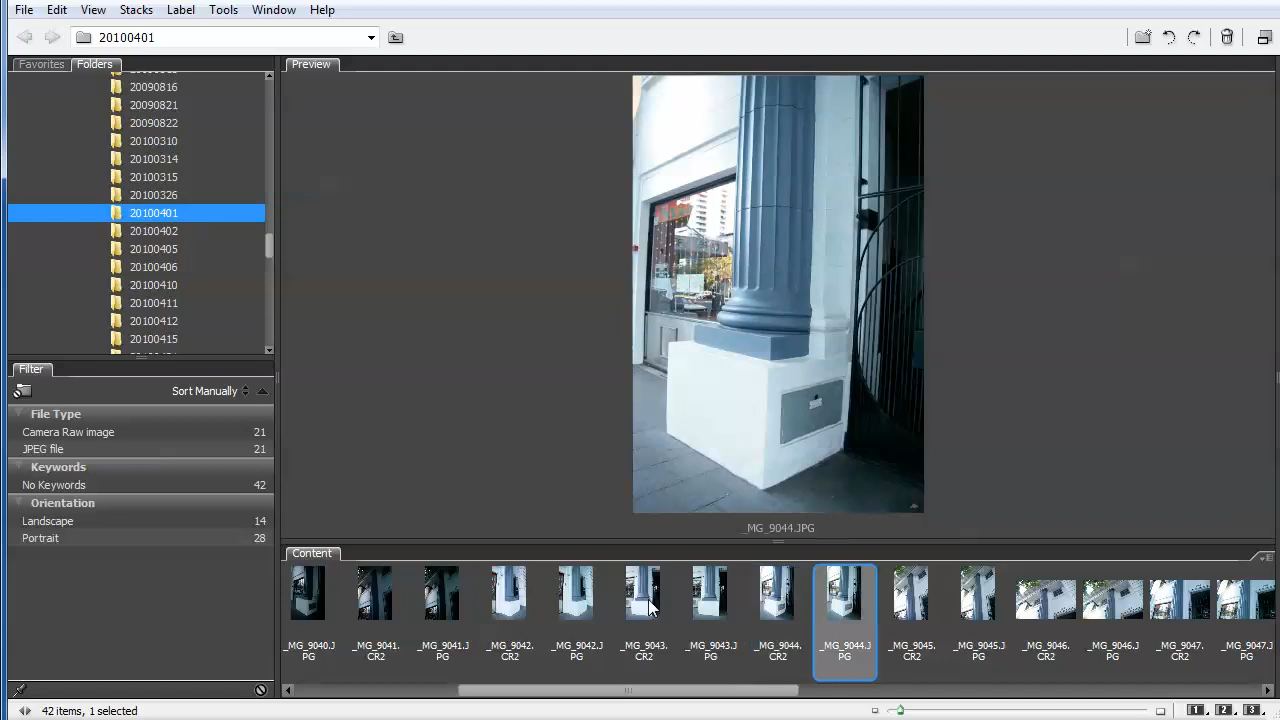 File Edit View Stacks Label Tools Window Help
20100401
Favorites Folders
Preview
20090816
20090821
20090822
20100310
20100314
20100315
20100326
20100401
20100402
20100405
20100406
20100410
20100411
20100412
20100415
Filter
Sort Manually
File Type
Camera Raw image 21
JPEG file 21
Keywords
No Keywords 42
Orientation
Landscape 14
Portrait 28
_MG_9044.JPG
Content
_MG_9040.J
PG
_MG_9041.
CR2
_MG_9041.J
PG
_MG_9042.
CR2
_MG_9042.J
PG
_MG_9043.
CR2
_MG_9043.J
PG
_MG_9044.
CR2
_MG_9044.J
PG
_MG_9045.
CR2
_MG_9045.J
PG
_MG_9046.
CR2
_MG_9046.J
PG
_MG_9047.
CR2
_MG_9047.J
PG
42 items, 1 selected
1 2 3